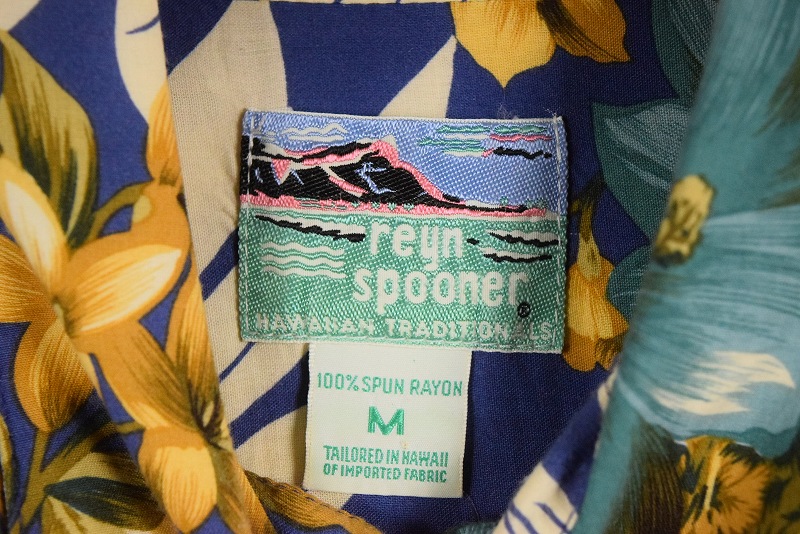 reyn
spooner®
HAWAIIAN TRADITIONALS
100% SPUN RAYON
M
TAILORED IN HAWAII
OF IMPORTED FABRIC